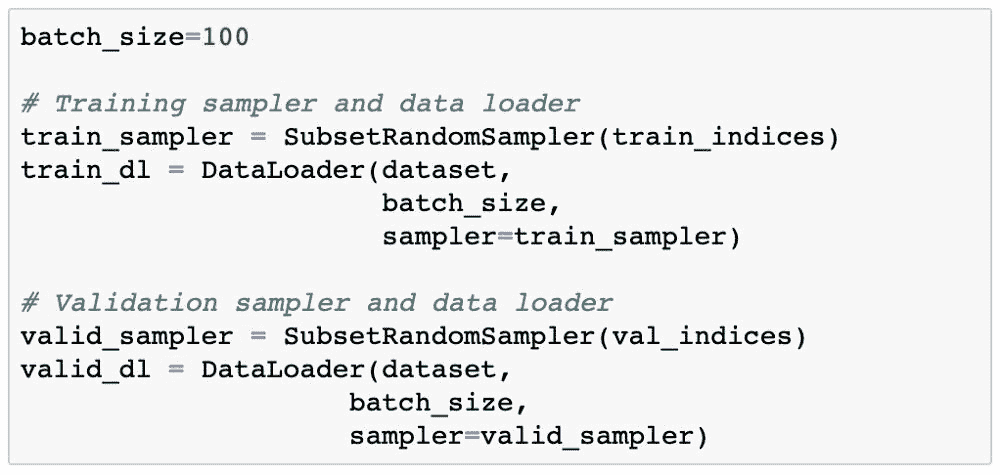 batch_size=100
# Training sampler and data loader
train_sampler = SubsetRandomSampler(train_indices)
train_dl = DataLoader(dataset,
batch_size,
sampler=train_sampler)
# Validation sampler and data loader
valid_sampler = SubsetRandomSampler(val_indices)
valid_dl = DataLoader(dataset,
batch_size,
sampler=valid_sampler)